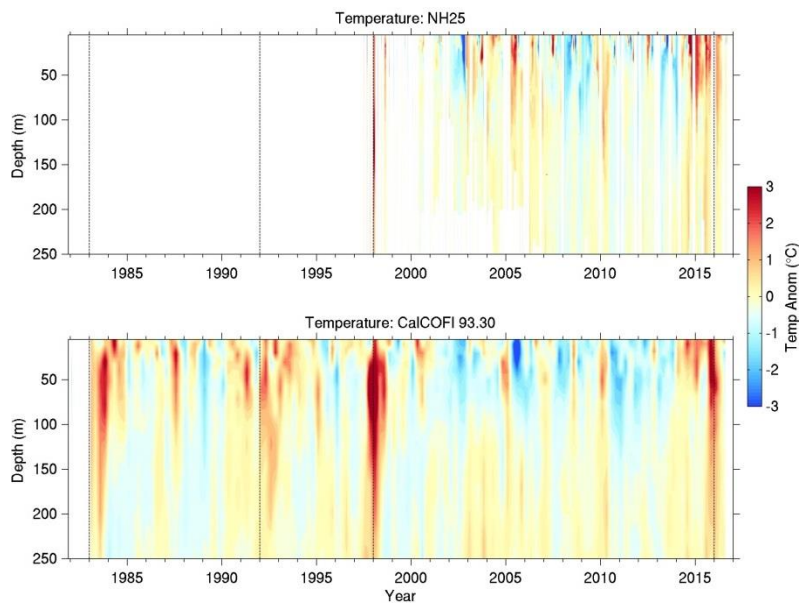 Temperature: NH25
50
100
150
200
250
Depth (m)
1985 1990 1995 2000 2005 2010 2015
3
2
1
0
-1
-2
-3
Temp Anom (°C)
Temperature: CalCOFI 93.30
50
100
150
200
250
Depth (m)
1985 1990 1995 2000 2005 2010 2015
Year